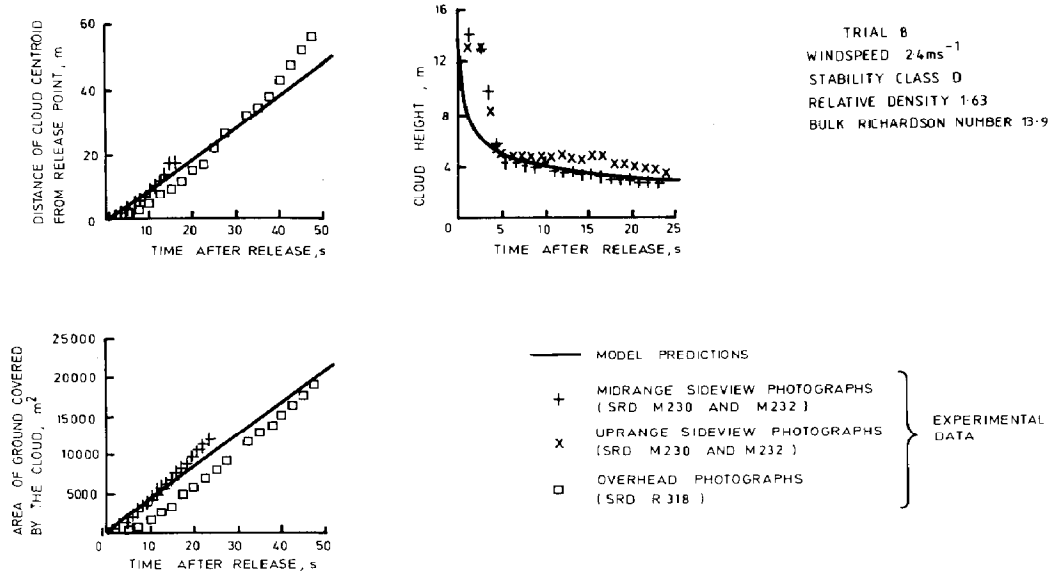 DISTANCE OF CLOUD CENTROID
FROM RELEASE POINT, m
60
40
20
0
10 20 30 40 50
TIME AFTER RELEASE, s
CLOUD HEIGHT, m
16
12
8
4
0
0 5 10 15 20 25
TIME AFTER RELEASE, s
TRIAL 8
WINDSPEED 2·4ms⁻¹
STABILITY CLASS D
RELATIVE DENSITY 1·63
BULK RICHARDSON NUMBER 13·9
AREA OF GROUND COVERED
BY THE CLOUD, m²
25000
20000
15000
10000
5000
0
10 20 30 40 50
TIME AFTER RELEASE, s
MODEL PREDICTIONS
+ MIDRANGE SIDEVIEW PHOTOGRAPHS
(SRD M230 AND M232)
x UPRANGE SIDEVIEW PHOTOGRAPHS
(SRD M230 AND M232)
□ OVERHEAD PHOTOGRAPHS
(SRD R318)
EXPERIMENTAL
DATA